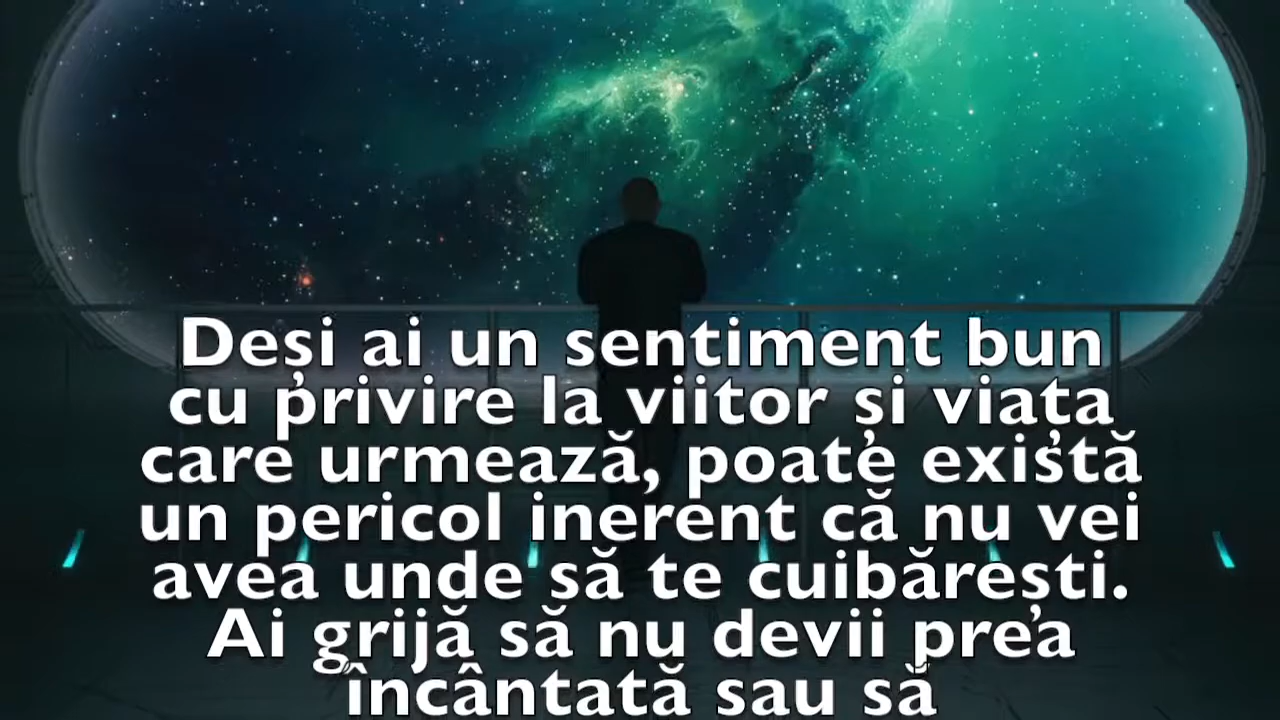 Deși ai un sentiment bun
cu privire la viitor și viața
care urmează, poate există
un pericol inerent că nu vei
avea unde să te cuibărești.
Ai grijă să nu devii prea
încântată sau să